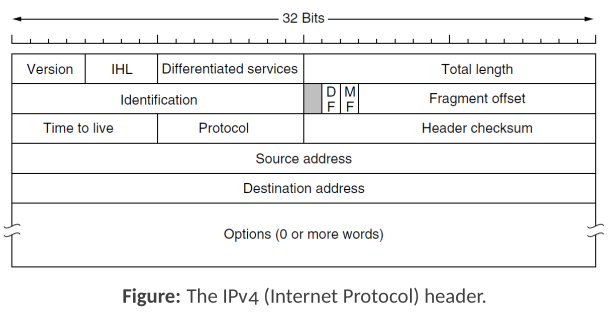 32 Bits
Version IHL Differentiated services Total length
Identification D F M F Fragment offset
Time to live Protocol Header checksum
Source address
Destination address
Options (0 or more words)
Figure: The IPv4 (Internet Protocol) header.